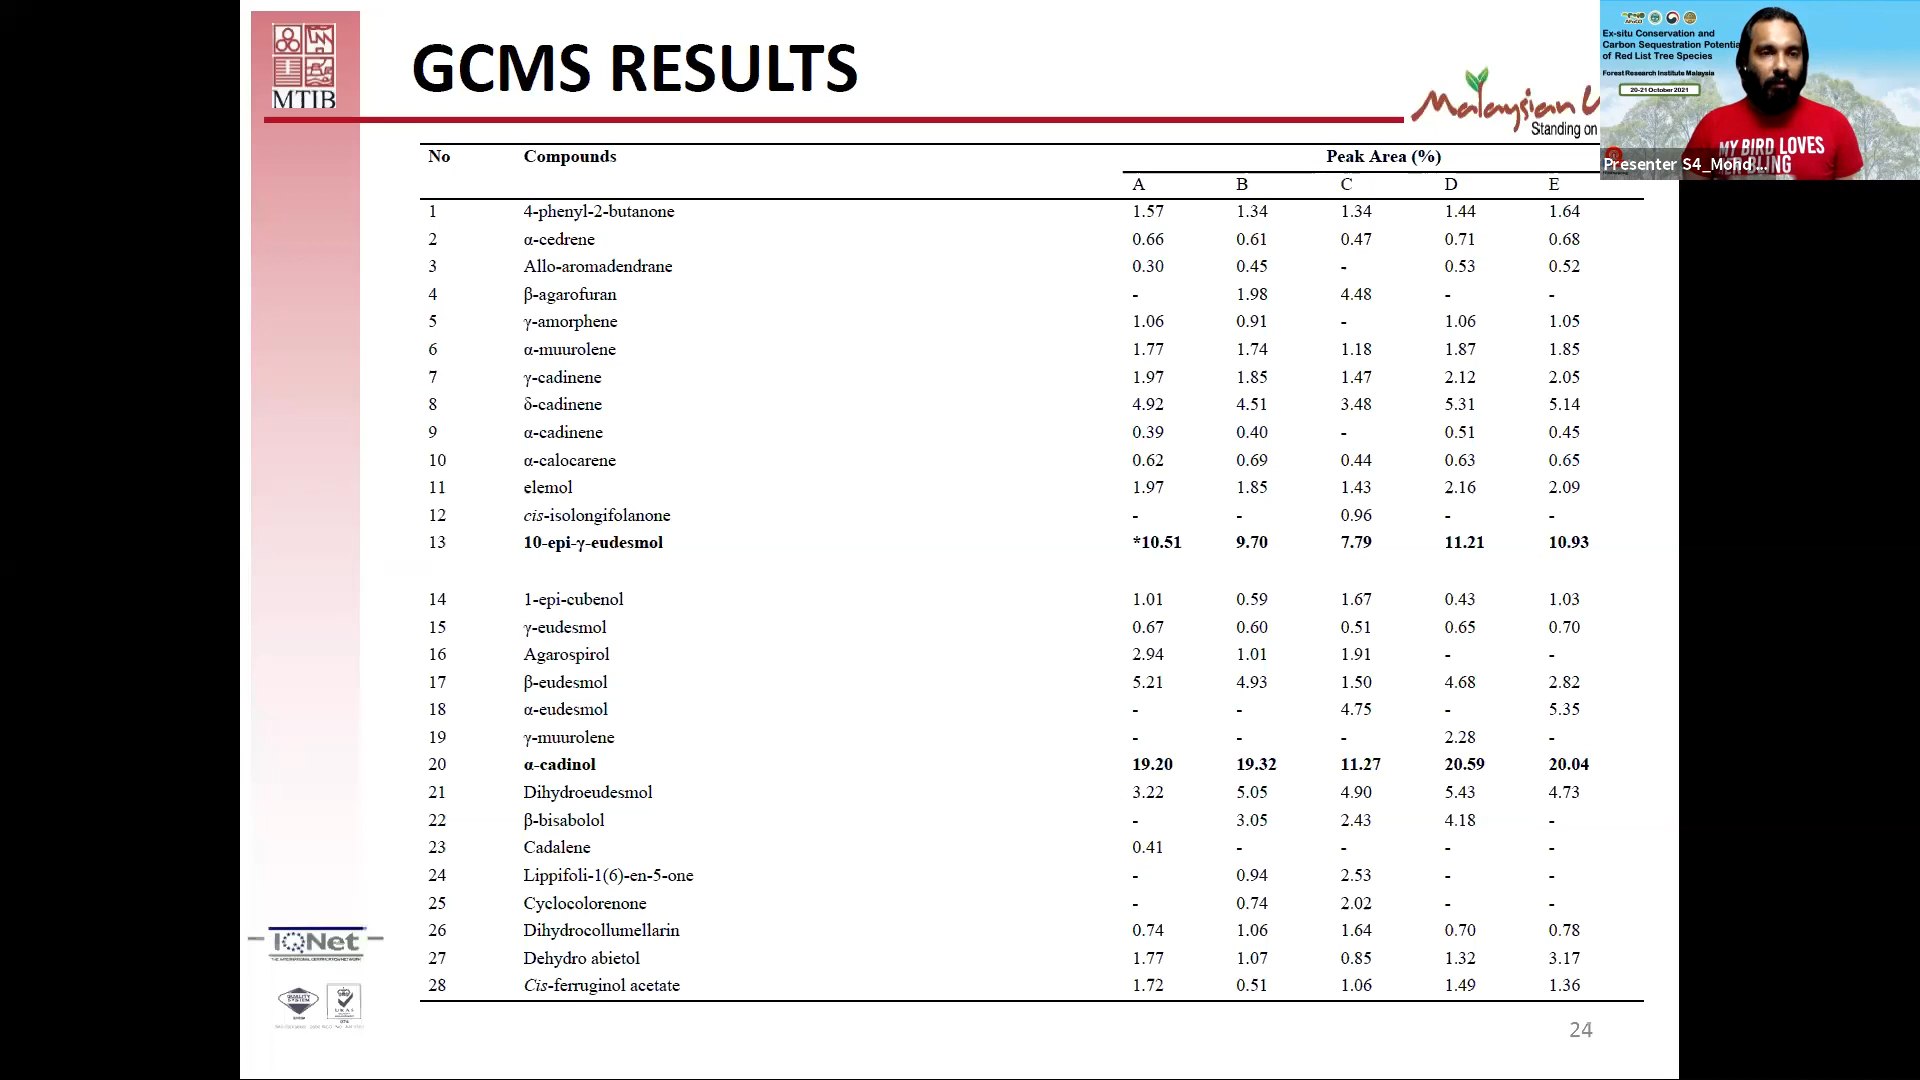 MTIB
GCMS RESULTS
Malaysian
Standing on
Ex-situ Conservation and
Carbon Sequestration Potentia
of Red List Tree Species
Forest Research Institute Malaysia
20-21 October 2021
MY BIRD LOVES
BLING
Presenter S4_Mohd ...
No Compounds Peak Area (%)
A B C D E
1 4-phenyl-2-butanone 1.57 1.34 1.34 1.44 1.64
2 α-cedrene 0.66 0.61 0.47 0.71 0.68
3 Allo-aromadendrane 0.30 0.45 - 0.53 0.52
4 β-agarofuran - 1.98 4.48 - -
5 γ-amorphene 1.06 0.91 - 1.06 1.05
6 α-muurolene 1.77 1.74 1.18 1.87 1.85
7 γ-cadinene 1.97 1.85 1.47 2.12 2.05
8 δ-cadinene 4.92 4.51 3.48 5.31 5.14
9 α-cadinene 0.39 0.40 - 0.51 0.45
10 α-calocarene 0.62 0.69 0.44 0.63 0.65
11 elemol 1.97 1.85 1.43 2.16 2.09
12 cis-isolongifolanone - - 0.96 - -
13 10-epi-γ-eudesmol *10.51 9.70 7.79 11.21 10.93
14 1-epi-cubenol 1.01 0.59 1.67 0.43 1.03
15 γ-eudesmol 0.67 0.60 0.51 0.65 0.70
16 Agarospirol 2.94 1.01 1.91 - -
17 β-eudesmol 5.21 4.93 1.50 4.68 2.82
18 α-eudesmol - - 4.75 - 5.35
19 γ-muurolene - - - 2.28 -
20 α-cadinol 19.20 19.32 11.27 20.59 20.04
21 Dihydroeudesmol 3.22 5.05 4.90 5.43 4.73
22 β-bisabolol - 3.05 2.43 4.18 -
23 Cadalene 0.41 - - - -
24 Lippifoli-1(6)-en-5-one - 0.94 2.53 - -
25 Cyclocolorenone - 0.74 2.02 - -
26 Dihydrocollumellarin 0.74 1.06 1.64 0.70 0.78
27 Dehydro abietol 1.77 1.07 0.85 1.32 3.17
28 Cis-ferruginol acetate 1.72 0.51 1.06 1.49 1.36
IQNet
THE INTERNATIONAL CERTIFICATION NETWORK
QUALITY
SYSTEM
UKAS
24